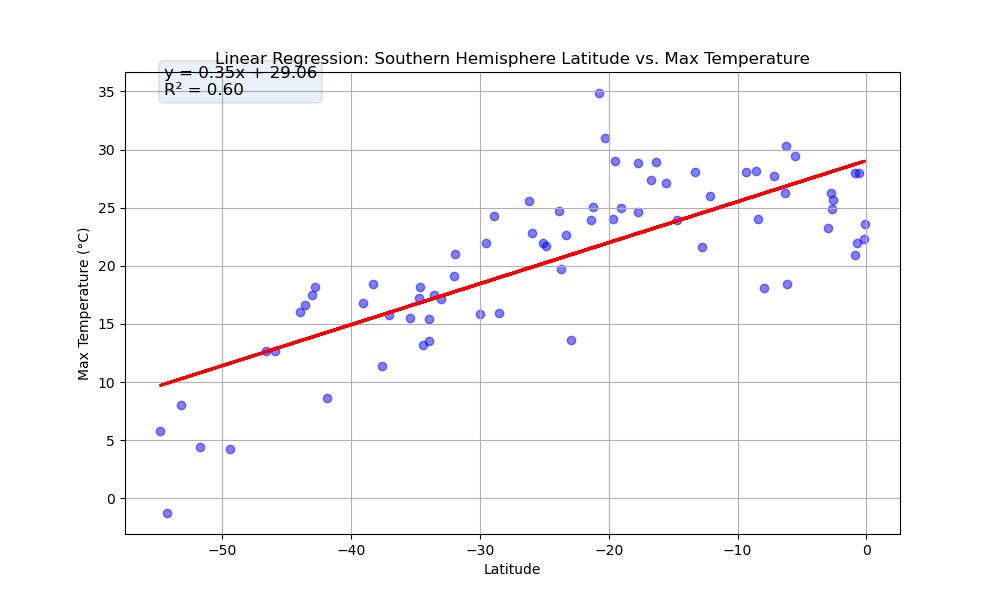 Linear Regression: Southern Hemisphere Latitude vs. Max Temperature
y = 0.35x + 29.06
R² = 0.60
Max Temperature (°C)
35
30
25
20
15
10
5
0
−50 −40 −30 −20 −10 0
Latitude